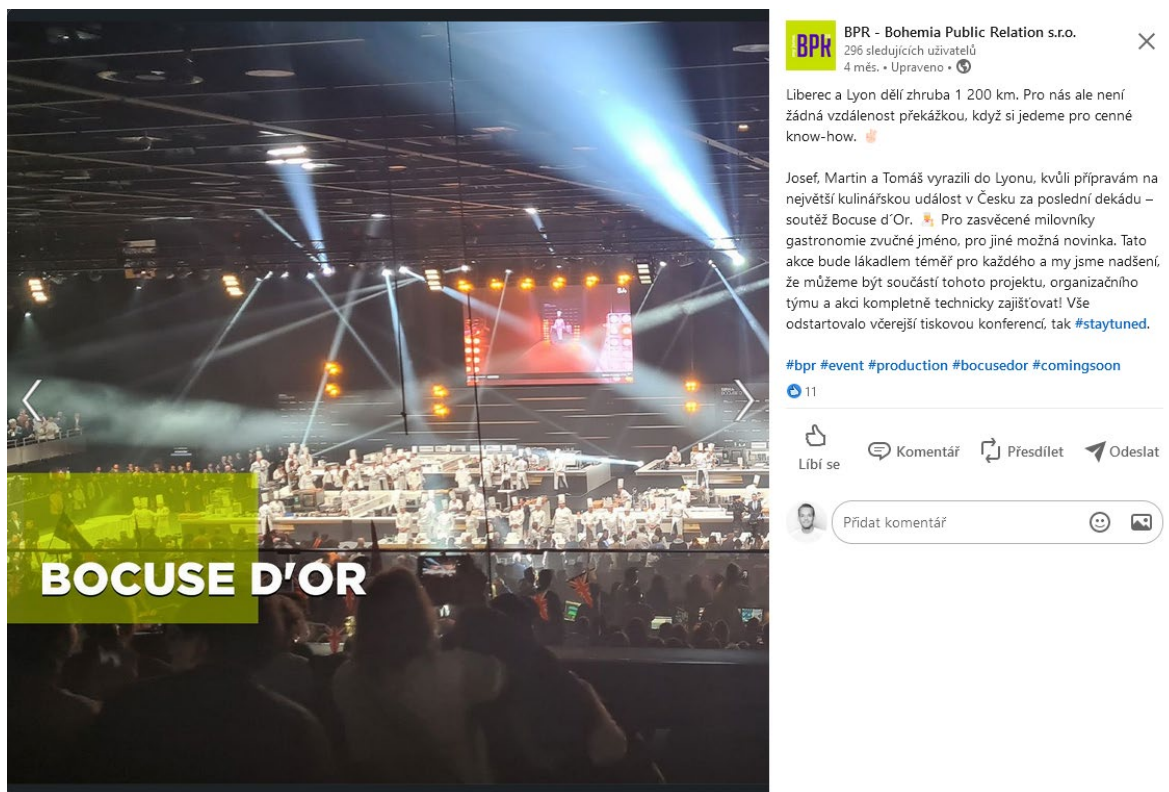 BOCUSE D'OR
BPR
BPR - Bohemia Public Relation s.r.o.
296 sledujících uživatelů
4 měs. • Upraveno •
Liberec a Lyon dělí zhruba 1 200 km. Pro nás ale není
žádná vzdálenost překážkou, když si jedeme pro cenné
know-how. ✌🏻
Josef, Martin a Tomáš vyrazili do Lyonu, kvůli přípravám na
největší kulinářskou událost v Česku za poslední dekádu –
soutěž Bocuse d´Or. 👨‍🍳 Pro zasvěcené milovníky
gastronomie zvučné jméno, pro jiné možná novinka. Tato
akce bude lákadlem téměř pro každého a my jsme nadšení,
že můžeme být součástí tohoto projektu, organizačního
týmu a akci kompletně technicky zajišťovat! Vše
odstartovalo včerejší tiskovou konferencí, tak #staytuned.
#bpr #event #production #bocusedor #comingsoon
11
Líbí se
Komentář
Přesdílet
Odeslat
Přidat komentář